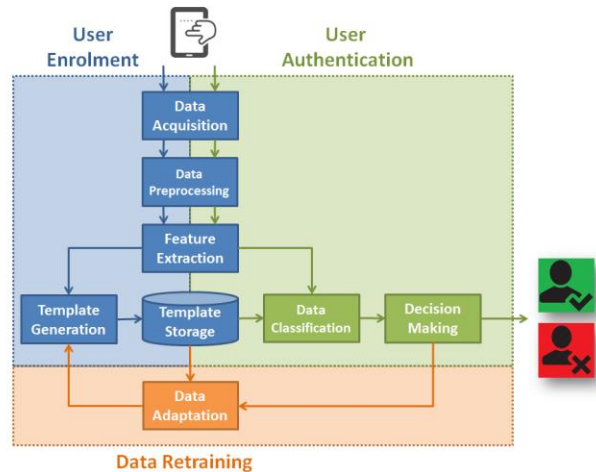 User
Enrolment
User
Authentication
Data
Acquisition
Data
Preprocessing
Feature
Extraction
Template
Generation
Template
Storage
Data
Classification
Decision
Making
Data
Adaptation
Data Retraining